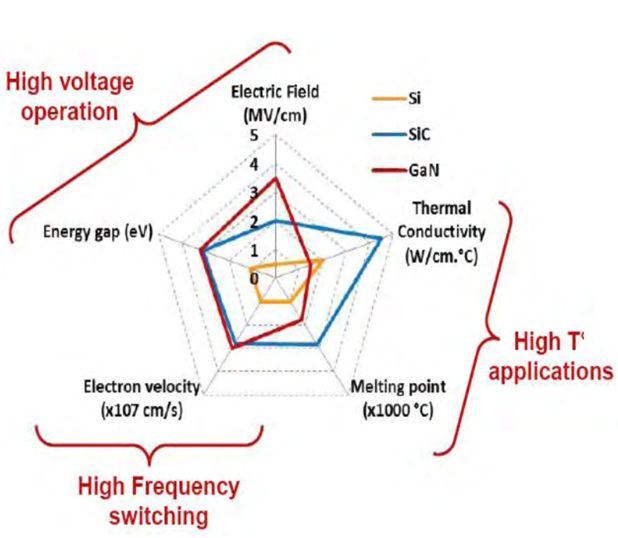 High voltage
operation
Electric Field
(MV/cm)
Si
SiC
GaN
5
4
3
2
1
0
Thermal
Conductivity
(W/cm.°C)
Energy gap (eV)
High T°
applications
Electron velocity
(x107 cm/s)
Melting point
(x1000 °C)
High Frequency
switching